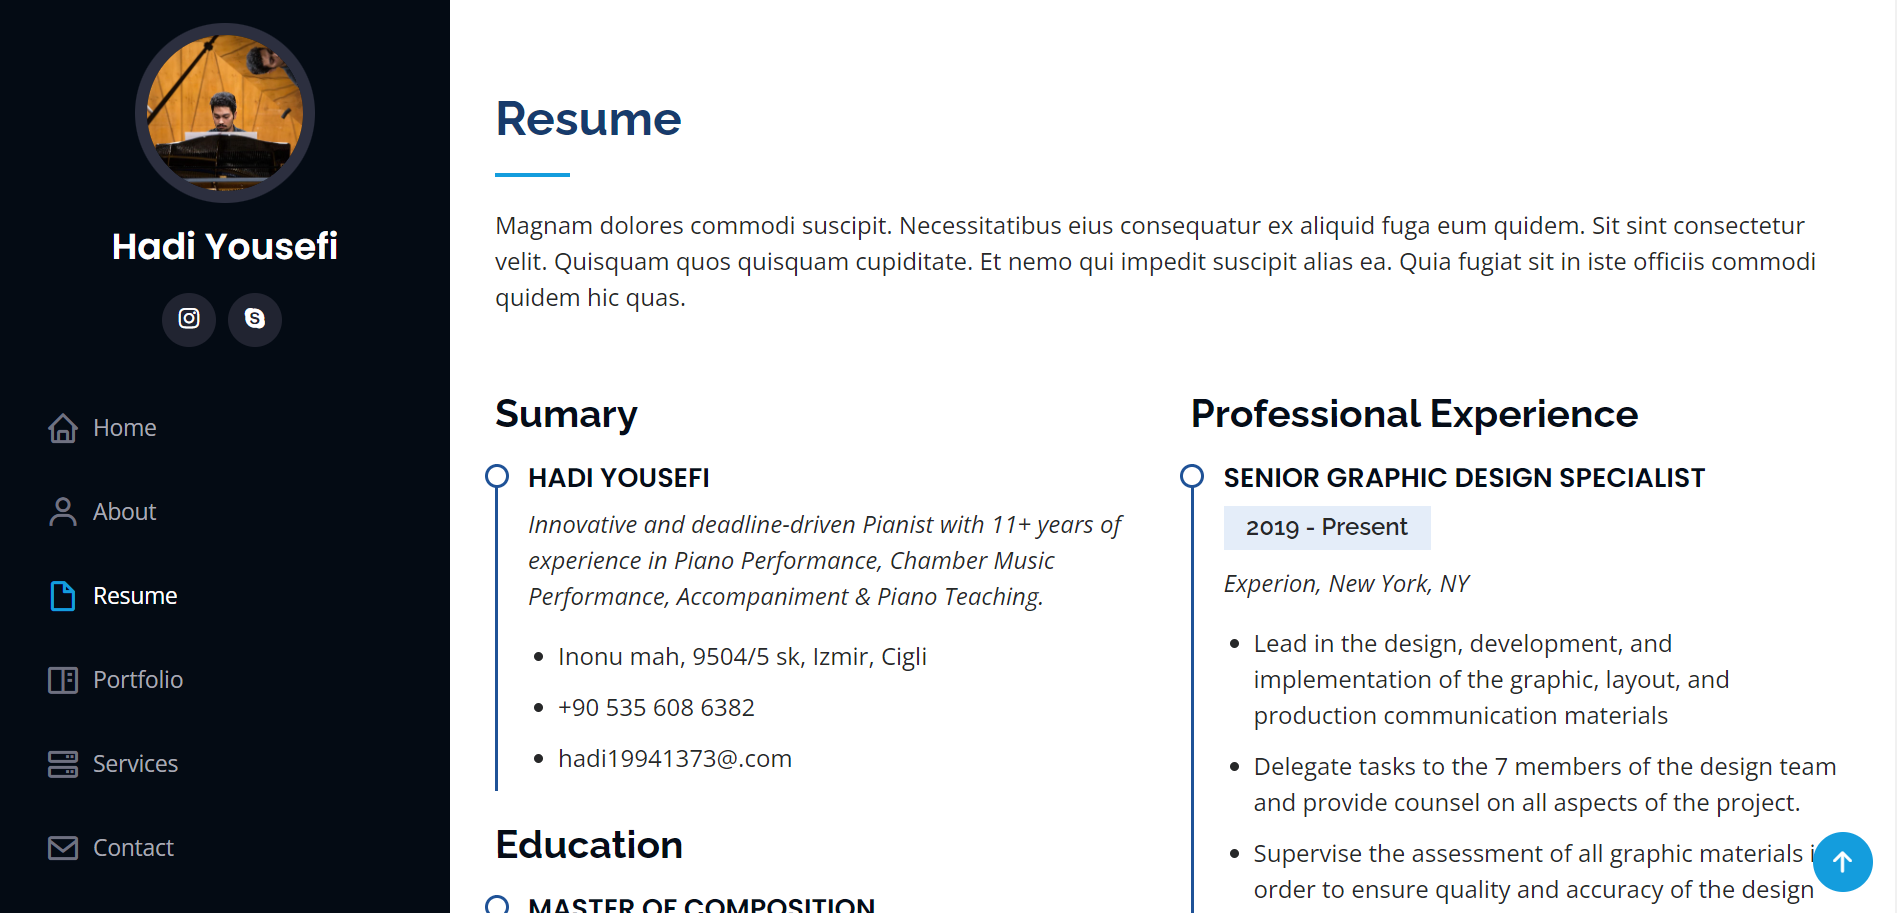 Hadi Yousefi
Home
About
Resume
Portfolio
Services
Contact
Resume
Magnam dolores commodi suscipit. Necessitatibus eius consequatur ex aliquid fuga eum quidem. Sit sint consectetur
velit. Quisquam quos quisquam cupiditate. Et nemo qui impedit suscipit alias ea. Quia fugiat sit in iste officiis commodi
quidem hic quas.
Sumary
HADI YOUSEFI
Innovative and deadline-driven Pianist with 11+ years of
experience in Piano Performance, Chamber Music
Performance, Accompaniment & Piano Teaching.
Inonu mah, 9504/5 sk, Izmir, Cigli
+90 535 608 6382
hadi19941373@.com
Education
MASTER OF COMPOSITION
Professional Experience
SENIOR GRAPHIC DESIGN SPECIALIST
2019 - Present
Experion, New York, NY
Lead in the design, development, and
implementation of the graphic, layout, and
production communication materials
Delegate tasks to the 7 members of the design team
and provide counsel on all aspects of the project.
Supervise the assessment of all graphic materials
order to ensure quality and accuracy of the design